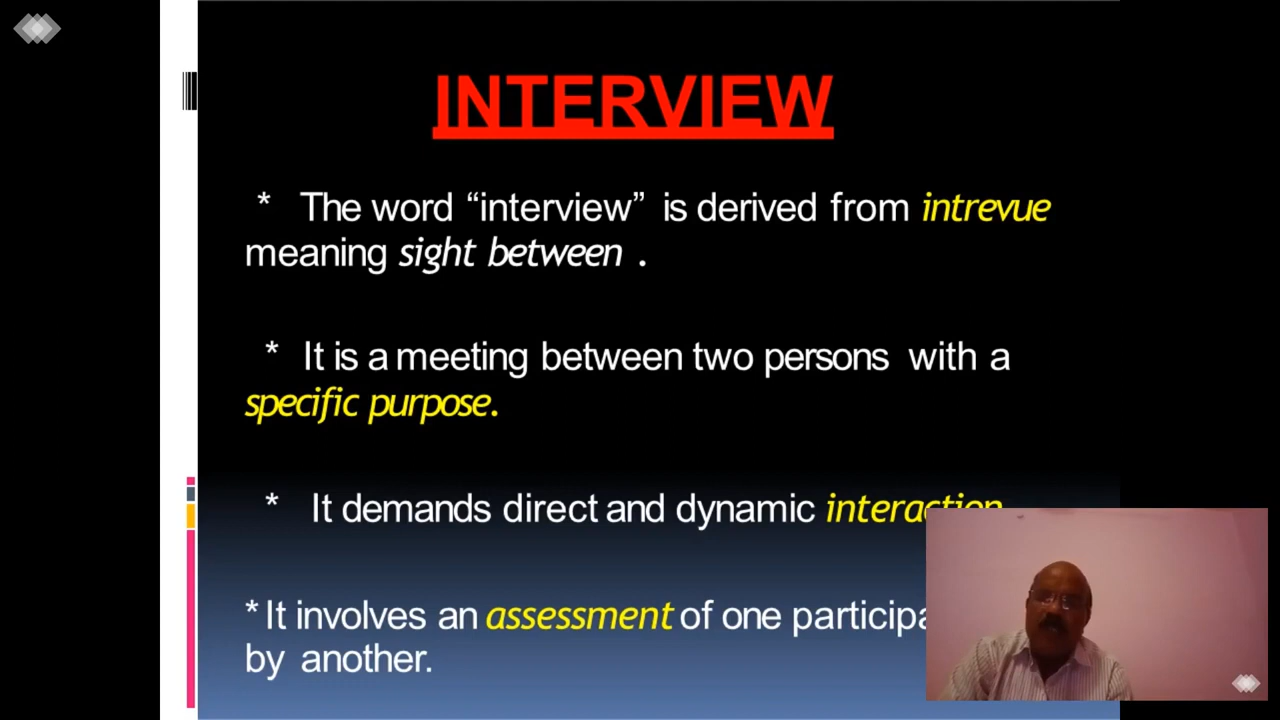 INTERVIEW
* The word “interview” is derived from intrevue
meaning sight between .
* It is a meeting between two persons with a
specific purpose.
* It demands direct and dynamic interaction
* It involves an assessment of one
by another.